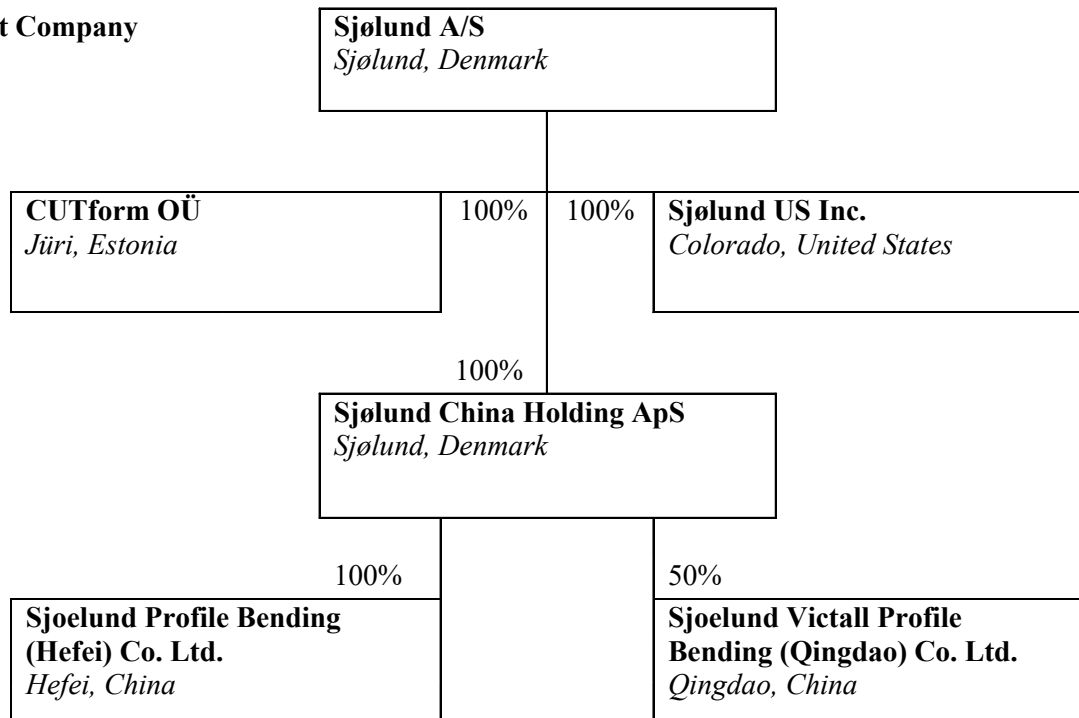 t Company
Sjølund A/S
Sjølund, Denmark
CUTform OÜ
Jüri, Estonia
100%
100%
Sjølund US Inc.
Colorado, United States
100%
Sjølund China Holding ApS
Sjølund, Denmark
100%
50%
Sjoelund Profile Bending
(Hefei) Co. Ltd.
Hefei, China
Sjoelund Victall Profile
Bending (Qingdao) Co. Ltd.
Qingdao, China